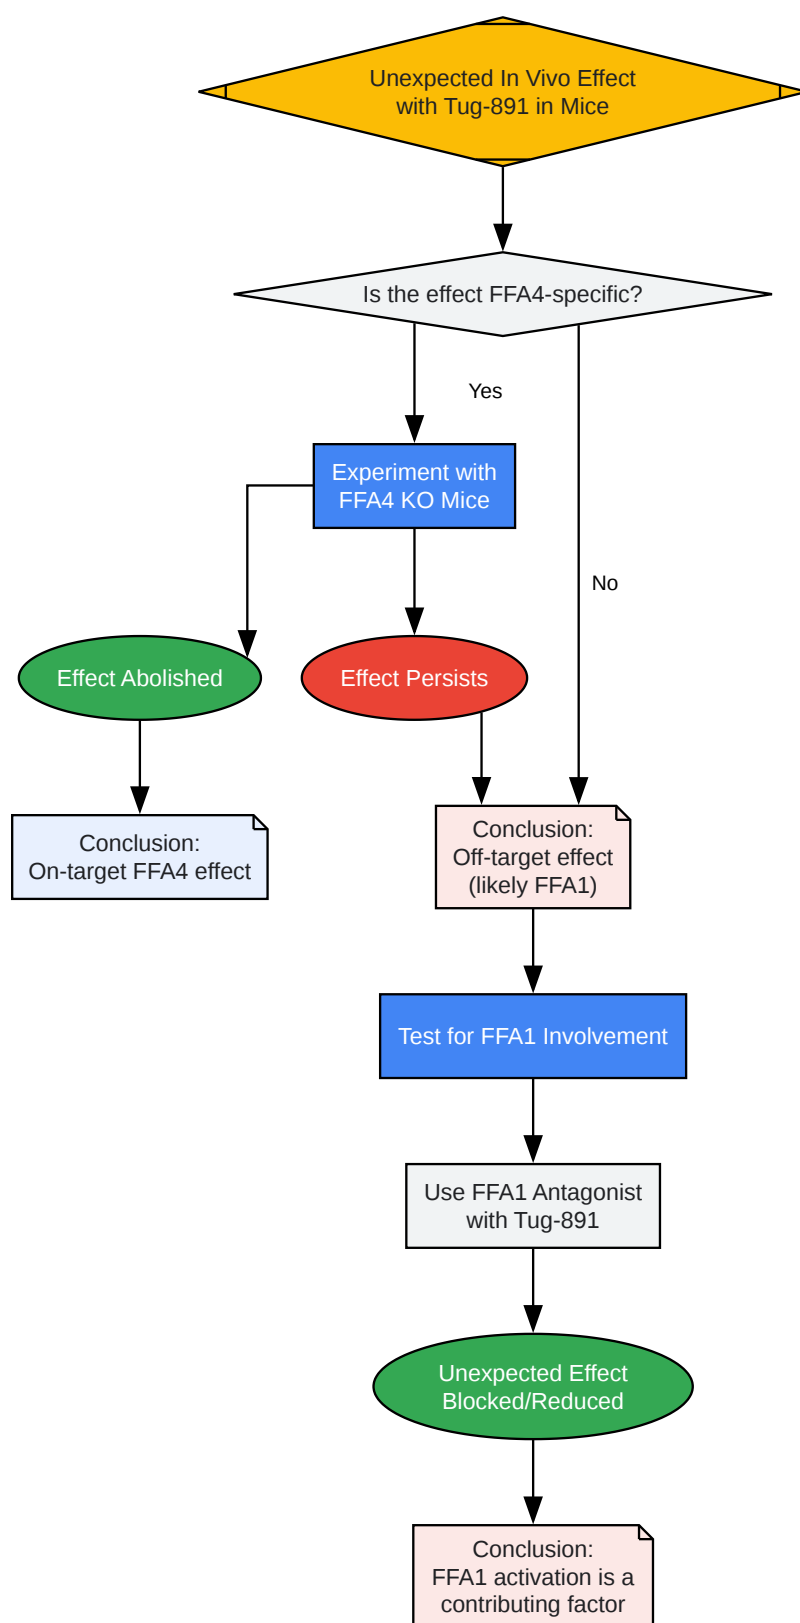 Unexpected In Vivo Effect
with Tug-891 in Mice
Is the effect FFA4-specific?
Yes
Experiment with
FFA4 KO Mice
No
Effect Abolished
Effect Persists
Conclusion:
On-target FFA4 effect
Conclusion:
Off-target effect
(likely FFA1)
Test for FFA1 Involvement
Use FFA1 Antagonist
with Tug-891
Unexpected Effect
Blocked/Reduced
Conclusion:
FFA1 activation is a
contributing factor